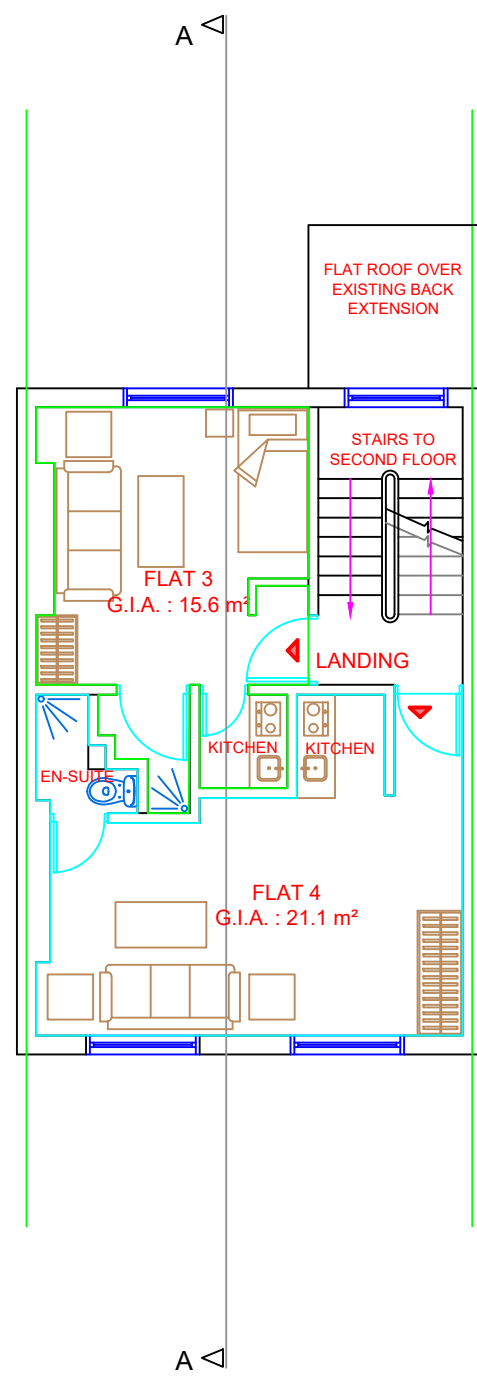 A
FLAT ROOF OVER
EXISTING BACK
EXTENSION
STAIRS TO
SECOND FLOOR
FLAT 3
G.I.A. : 15.6 m²
LANDING
KITCHEN
KITCHEN
EN-SUITE
FLAT 4
G.I.A. : 21.1 m²
A